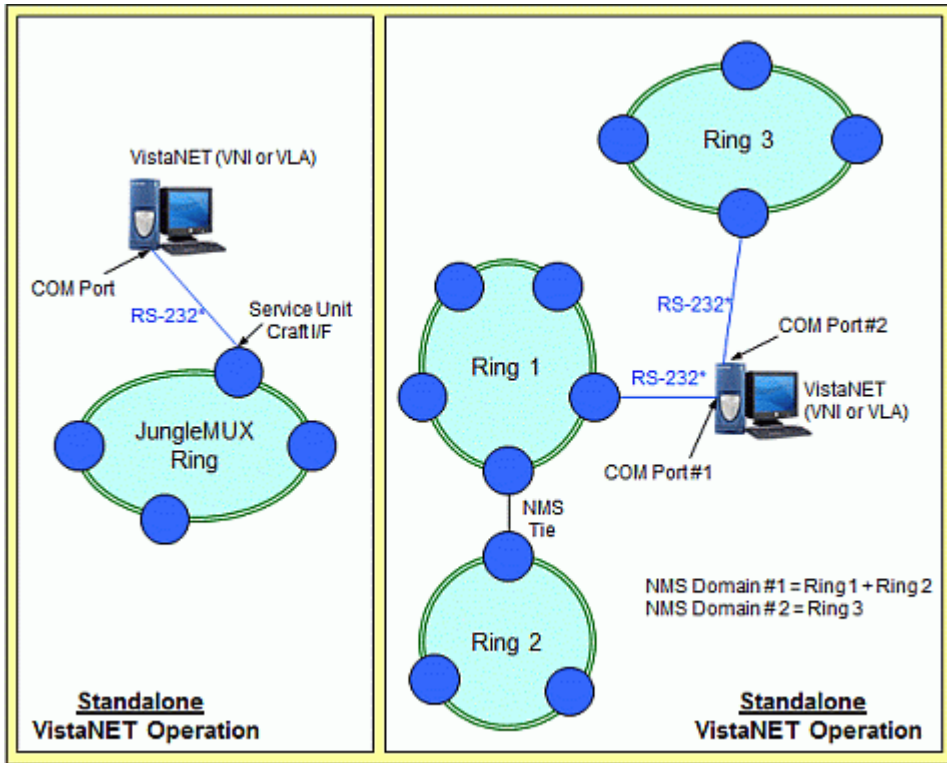 VistaNET (VNI or VLA)
COM Port
RS-232*
Service Unit
Craft I/F
JungleMUX
Ring
Standalone
VistaNET Operation
Ring 3
RS-232*
COM Port #2
Ring 1
RS-232*
VistaNET
(VNI or VLA)
COM Port #1
NMS
Tie
NMS Domain #1 = Ring 1 + Ring 2
NMS Domain #2 = Ring 3
Ring 2
Standalone
VistaNET Operation